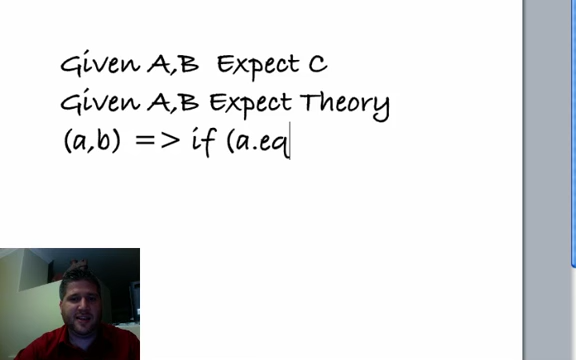 Given A,B Expect C
Given A,B Expect Theory
(a,b) => if (a.eq